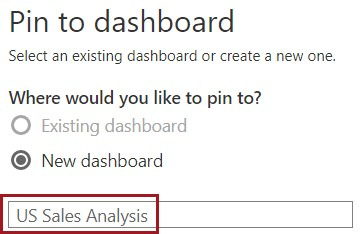 Pin to dashboard
Select an existing dashboard or create a new one.
Where would you like to pin to?
Existing dashboard
New dashboard
US Sales Analysis